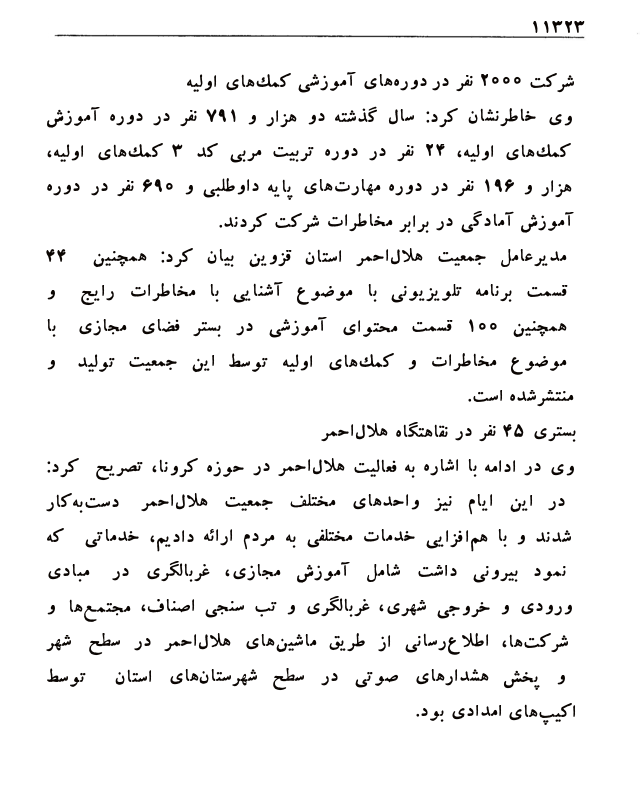 ۱۱۳۲۳
شرکت ۲۰۰۰ نفر در دوره‌های آموزشی کمك‌های اولیه
وی خاطرنشان کرد: سال گذشته دو هزار و ۷۹۱ نفر در دوره آموزش
کمك‌های اولیه، ۲۴ نفر در دوره تربیت مربی کد ۳ کمك‌های اولیه،
هزار و ۱۹۶ نفر در دوره مهارت‌های پایه داوطلبی و ۶۹۰ نفر در دوره
آموزش آمادگی در برابر مخاطرات شرکت کردند.
مدیرعامل جمعیت هلال‌احمر استان قزوین بیان کرد: همچنین ۴۴
قسمت برنامه تلویزیونی با موضوع آشنایی با مخاطرات رایج و
همچنین ۱۰۰ قسمت محتوای آموزشی در بستر فضای مجازی با
موضوع مخاطرات و کمك‌های اولیه توسط این جمعیت تولید و
منتشرشده است.
بستری ۴۵ نفر در نقاهتگاه هلال‌احمر
وی در ادامه با اشاره به فعالیت هلال‌احمر در حوزه کرونا، تصریح کرد:
در این ایام نیز واحدهای مختلف جمعیت هلال‌احمر دست‌به‌کار
شدند و با هم‌افزایی خدمات مختلفی به مردم ارائه دادیم، خدماتی که
نمود بیرونی داشت شامل آموزش مجازی، غربالگری در مبادی
ورودی و خروجی شهری، غربالگری و تب سنجی اصناف، مجتمع‌ها و
شرکت‌ها، اطلاع‌رسانی از طریق ماشین‌های هلال‌احمر در سطح شهر
و پخش هشدارهای صوتی در سطح شهرستان‌های استان توسط
اکیپ‌های امدادی بود.